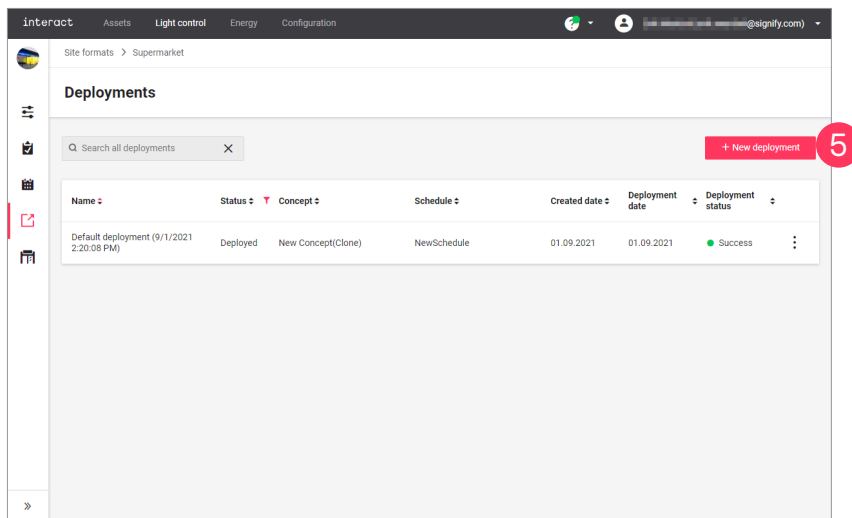 interact Assets Light control Energy Configuration ? @signify.com)
Site formats > Supermarket
Deployments
Search all deployments
+ New deployment 5
Name Status Concept Schedule Created date Deployment date Deployment status
Default deployment (9/1/2021 Deployed New Concept(Clone) NewSchedule 01.09.2021 01.09.2021 Success
2:20:08 PM)